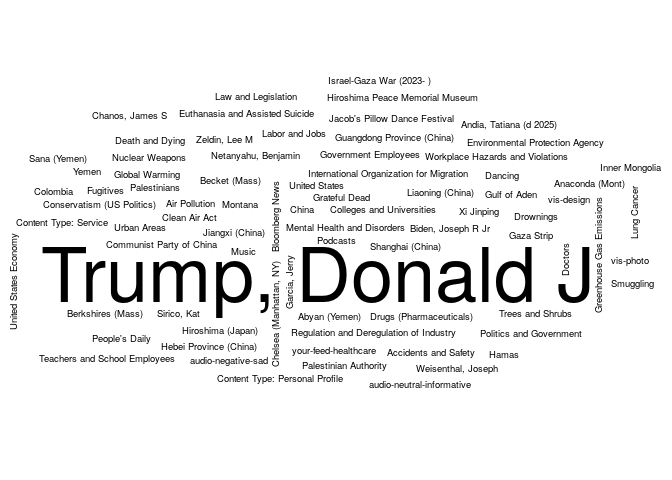 Israel-Gaza War (2023- )
Law and Legislation
Hiroshima Peace Memorial Museum
Chanos, James S
Euthanasia and Assisted Suicide
Jacob's Pillow Dance Festival
Andia, Tatiana (d 2025)
Labor and Jobs
Death and Dying
Zeldin, Lee M
Guangdong Province (China)
Environmental Protection Agency
Sana (Yemen)
Nuclear Weapons
Netanyahu, Benjamin
Government Employees
Workplace Hazards and Violations
Inner Mongolia
Yemen
Global Warming
International Organization for Migration
Dancing
Colombia
Fugitives
Palestinians
Becket (Mass)
United States
Anaconda (Mont)
Grateful Dead
Liaoning (China)
Gulf of Aden
vis-design
Conservatism (US Politics)
Air Pollution
Montana
China
Colleges and Universities
Xi Jinping
Drownings
Lung Cancer
Content Type: Service
Clean Air Act
Urban Areas
Jiangxi (China)
Bloomberg News
Mental Health and Disorders
Biden, Joseph R Jr
Gaza Strip
Communist Party of China
Music
Podcasts
Shanghai (China)
Doctors
Greenhouse Gas Emissions
vis-photo
United States Economy
Trump, Donald J
Garcia, Jerry
Smuggling
Chelsea (Manhattan, NY)
Berkshires (Mass)
Sirico, Kat
Abyan (Yemen)
Drugs (Pharmaceuticals)
Trees and Shrubs
People's Daily
Hiroshima (Japan)
Regulation and Deregulation of Industry
Politics and Government
Hebei Province (China)
your-feed-healthcare
Accidents and Safety
Hamas
Teachers and School Employees
audio-negative-sad
Palestinian Authority
Weisenthal, Joseph
Content Type: Personal Profile
audio-neutral-informative